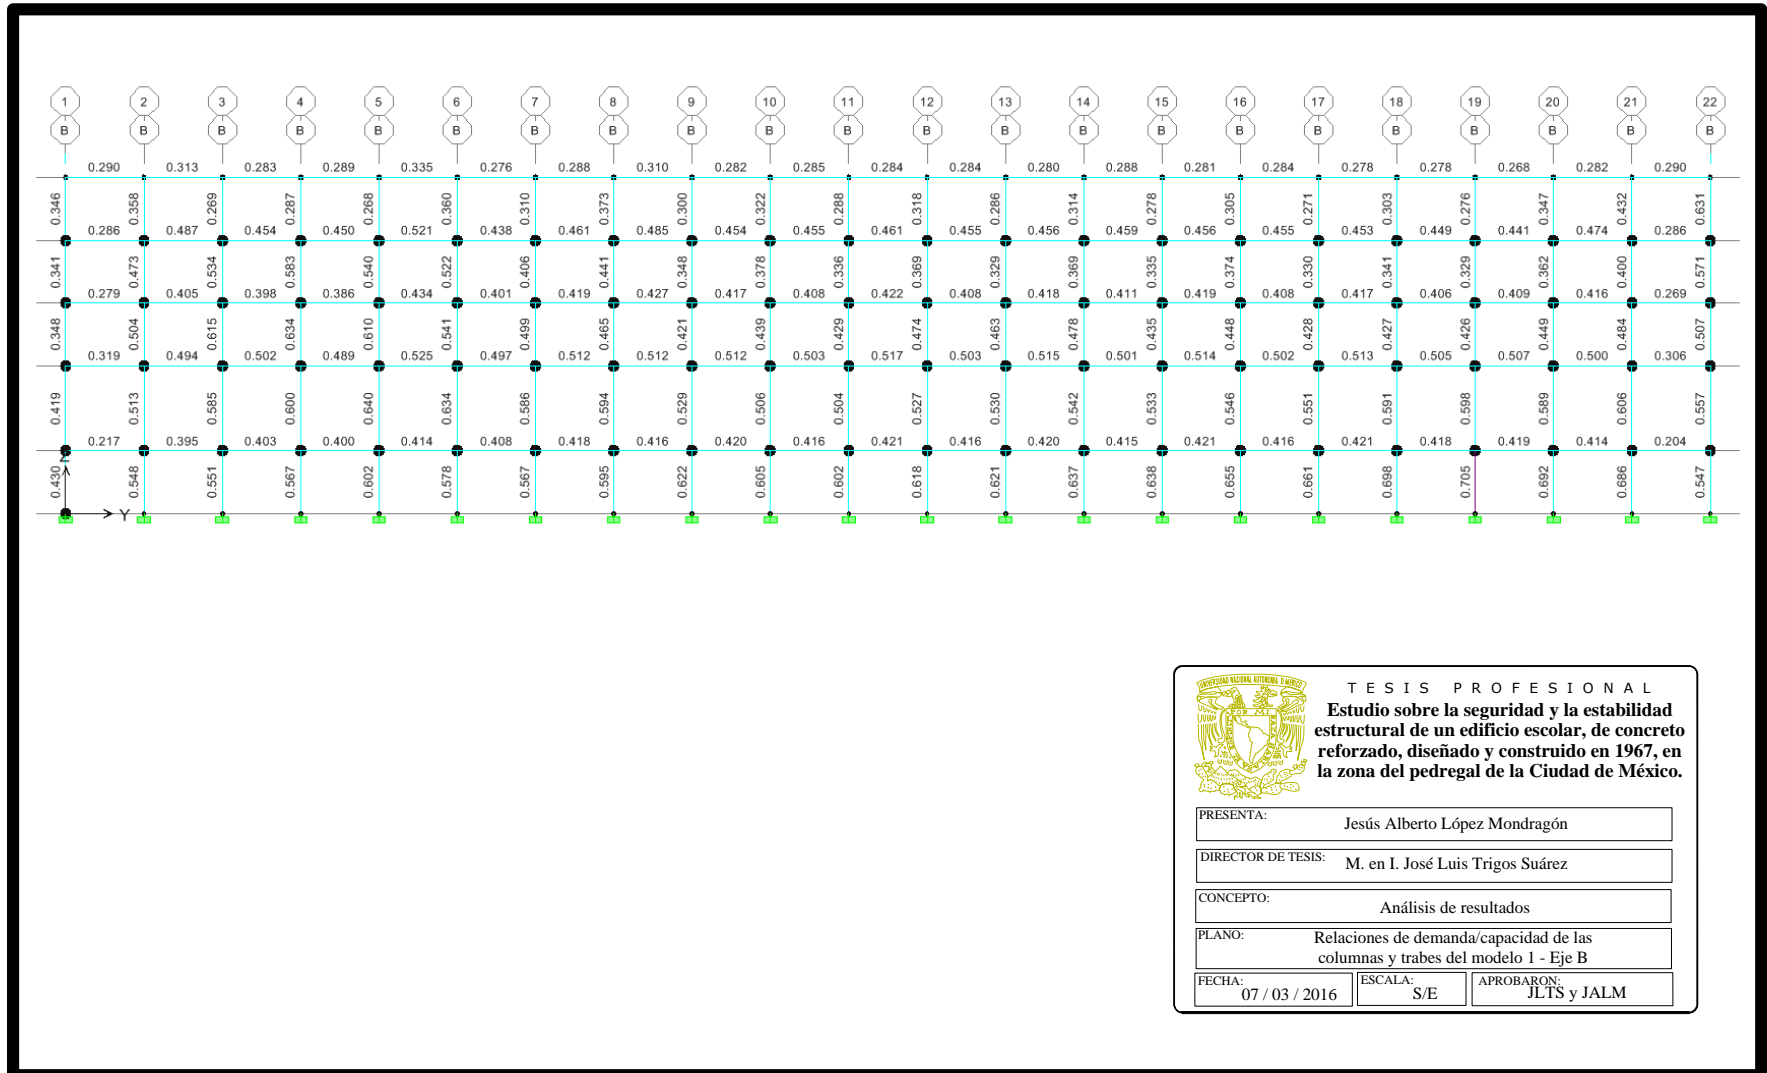 1 2 3 4 5 6 7 8 9 10 11 12 13 14 15 16 17 18 19 20 21 22
B B B B B B B B B B B B B B B B B B B B B B
0.290 0.313 0.283 0.289 0.335 0.276 0.288 0.310 0.282 0.285 0.284 0.284 0.280 0.288 0.281 0.284 0.278 0.278 0.268 0.282 0.290
0.346 0.358 0.269 0.287 0.268 0.360 0.310 0.373 0.300 0.322 0.288 0.318 0.286 0.314 0.278 0.305 0.271 0.303 0.276 0.347 0.432 0.631
0.286 0.487 0.454 0.450 0.521 0.438 0.461 0.485 0.454 0.455 0.461 0.455 0.456 0.459 0.456 0.455 0.453 0.449 0.441 0.474 0.286
0.341 0.473 0.534 0.583 0.540 0.522 0.406 0.441 0.348 0.378 0.336 0.369 0.329 0.369 0.335 0.374 0.330 0.341 0.329 0.362 0.400 0.571
0.279 0.405 0.398 0.386 0.434 0.401 0.419 0.427 0.417 0.408 0.422 0.408 0.418 0.411 0.419 0.408 0.417 0.406 0.409 0.416 0.269
0.348 0.504 0.615 0.634 0.610 0.541 0.499 0.465 0.421 0.439 0.429 0.474 0.463 0.478 0.435 0.448 0.428 0.427 0.426 0.449 0.484 0.507
0.319 0.494 0.502 0.489 0.525 0.497 0.512 0.512 0.512 0.503 0.517 0.503 0.515 0.501 0.514 0.502 0.513 0.505 0.507 0.500 0.306
0.419 0.513 0.585 0.600 0.640 0.634 0.586 0.594 0.529 0.506 0.504 0.527 0.530 0.542 0.533 0.546 0.551 0.591 0.598 0.589 0.606 0.557
0.217 0.395 0.403 0.400 0.414 0.408 0.418 0.416 0.420 0.416 0.421 0.416 0.420 0.415 0.421 0.416 0.421 0.418 0.419 0.414 0.204
Z
0.430 0.548 0.551 0.567 0.602 0.578 0.567 0.595 0.622 0.605 0.602 0.618 0.621 0.637 0.638 0.655 0.661 0.698 0.705 0.692 0.686 0.547
Y
UNIVERSIDAD NACIONAL AUTONOMA
POR MI
TESIS PROFESIONAL
Estudio sobre la seguridad y la estabilidad
estructural de un edificio escolar, de concreto
reforzado, diseñado y construido en 1967, en
la zona del pedregal de la Ciudad de México.
PRESENTA: Jesús Alberto López Mondragón
DIRECTOR DE TESIS: M. en I. José Luis Trigos Suárez
CONCEPTO: Análisis de resultados
PLANO: Relaciones de demanda/capacidad de las
columnas y trabes del modelo 1 - Eje B
FECHA: 07 / 03 / 2016 ESCALA: S/E APROBARON: JLTS y JALM